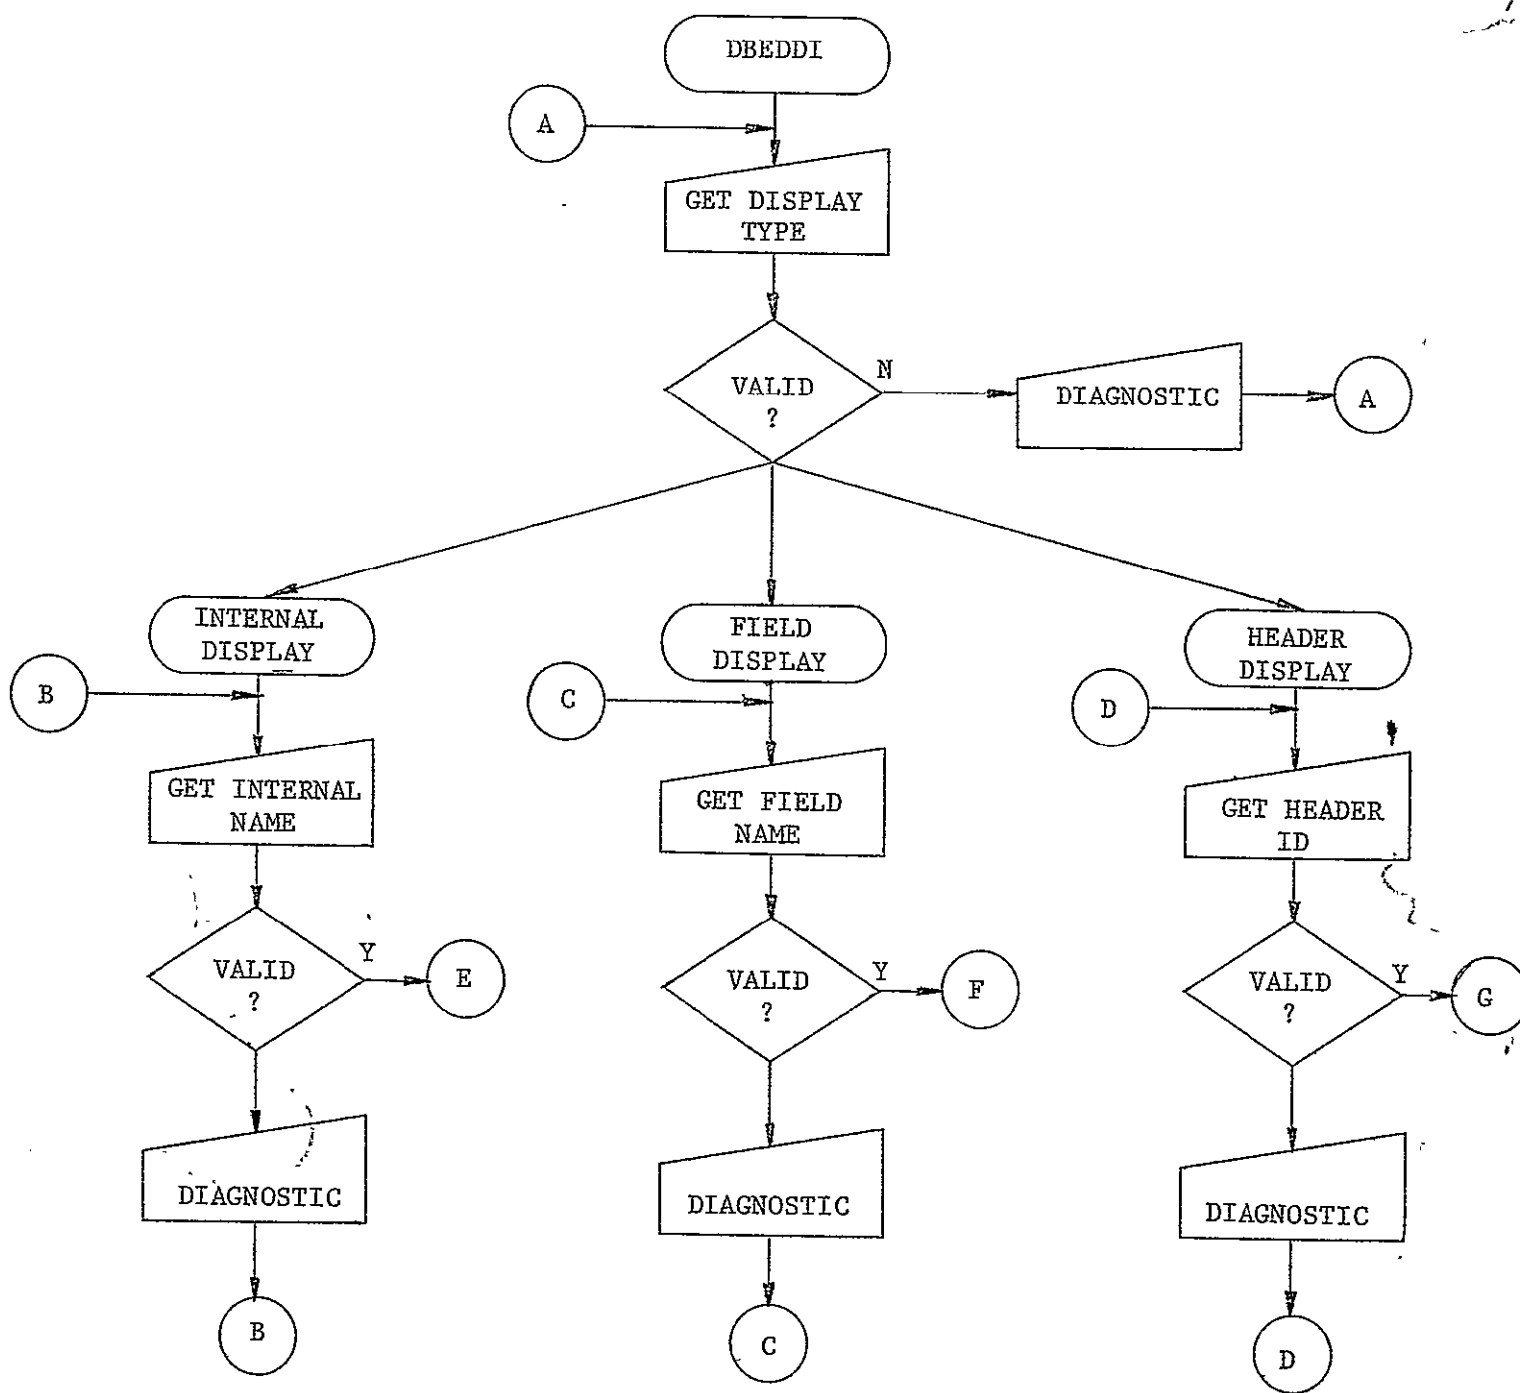 DBEDDI
A
GET DISPLAY
TYPE
VALID
?
N
DIAGNOSTIC
A
INTERNAL
DISPLAY
B
GET INTERNAL
NAME
VALID
?
Y
E
DIAGNOSTIC
B
FIELD
DISPLAY
C
GET FIELD
NAME
VALID
?
Y
F
DIAGNOSTIC
C
HEADER
DISPLAY
D
GET HEADER
ID
VALID
?
Y
G
DIAGNOSTIC
D